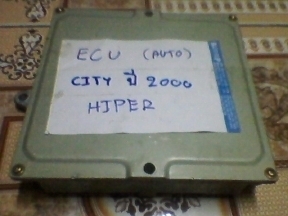 ECU (AUTO)
CITY ปี 2000
HIPER